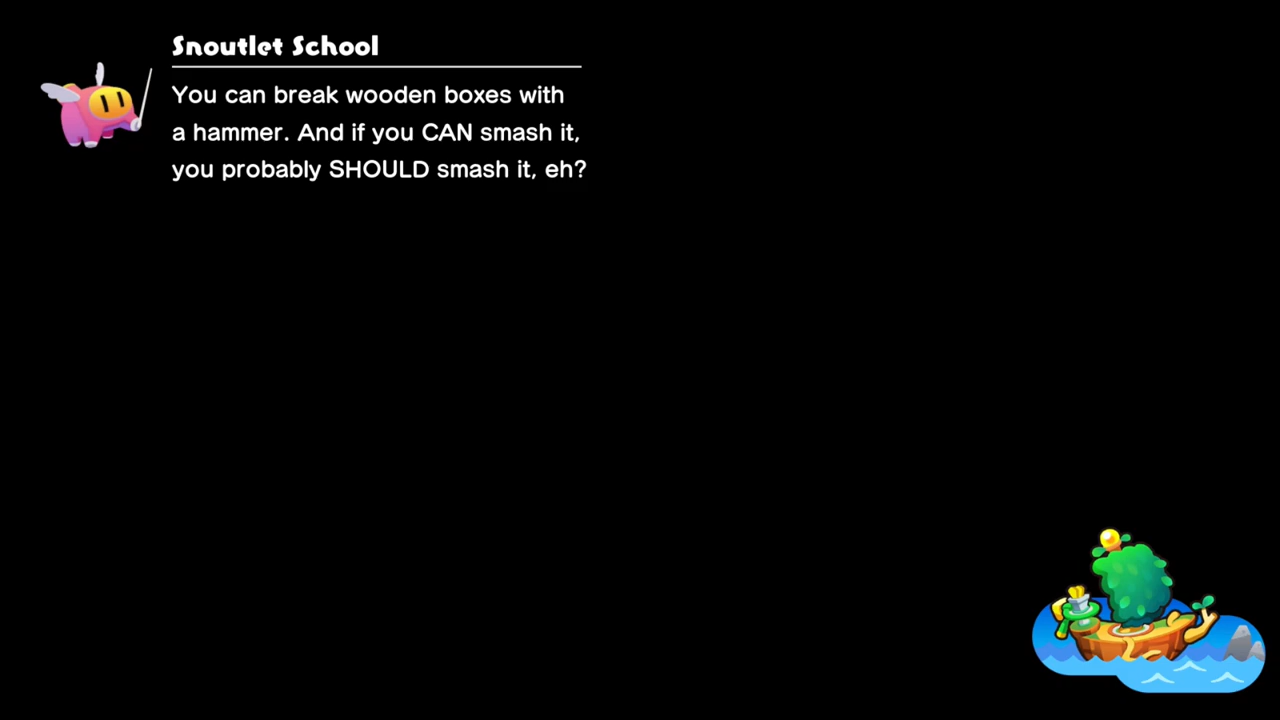 Snoutlet School
You can break wooden boxes with
a hammer. And if you CAN smash it,
you probably SHOULD smash it, eh?